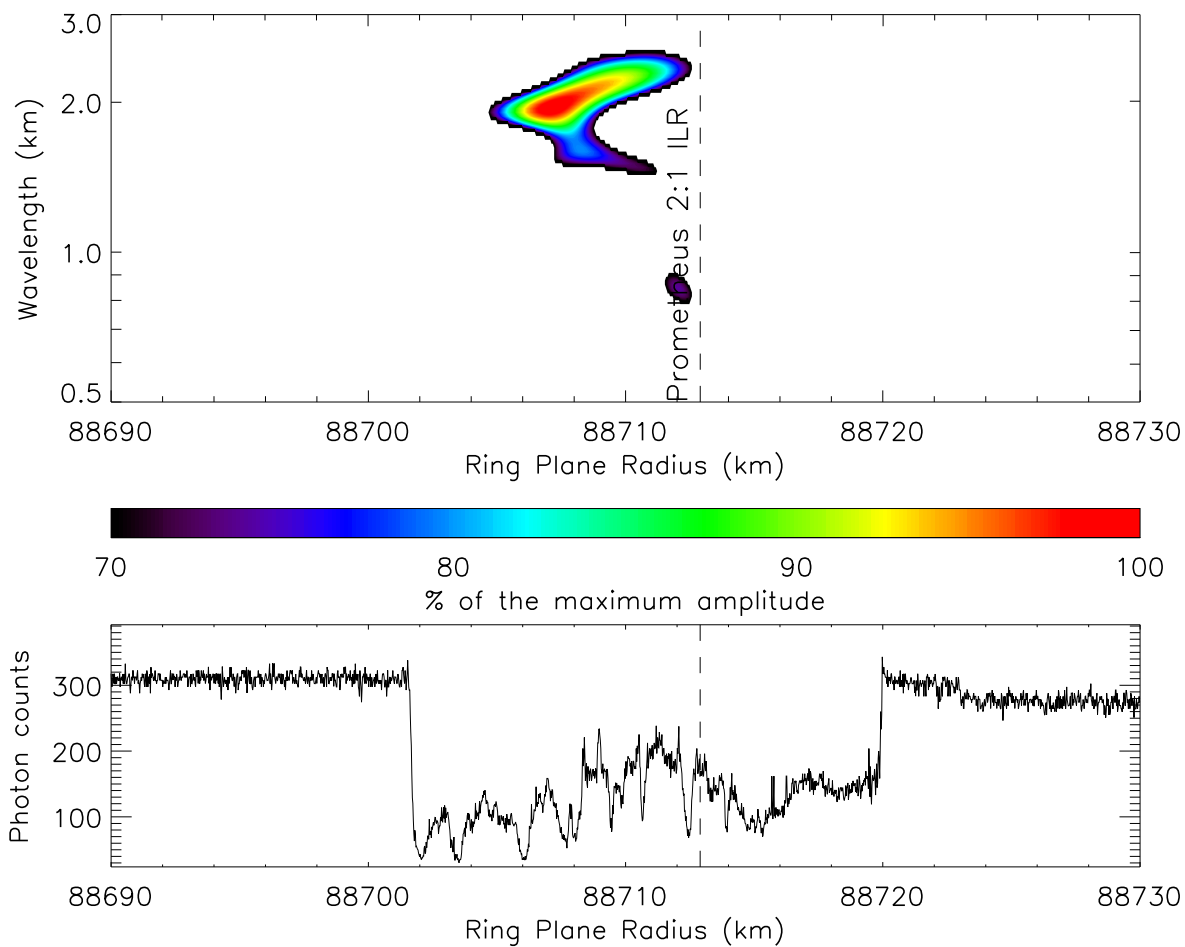 3.0
2.0
1.0
0.5
Wavelength (km)
Prometheus 2:1 ILR
88690 88700 88710 88720 88730
Ring Plane Radius (km)
70 80 90 100
% of the maximum amplitude
300
200
100
Photon counts
88690 88700 88710 88720 88730
Ring Plane Radius (km)